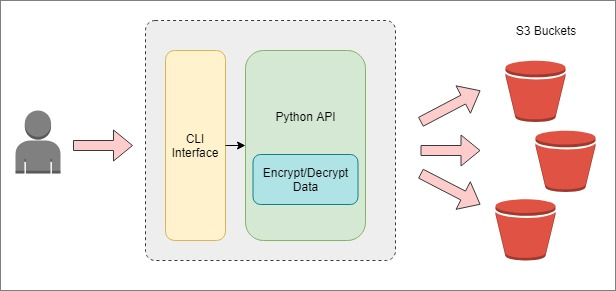 S3 Buckets
CLI
Interface
Python API
Encrypt/Decrypt
Data